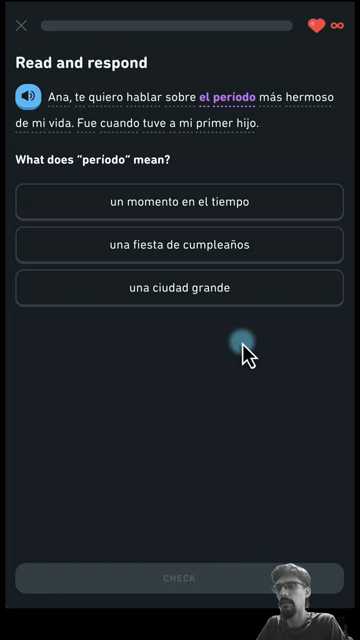 Read and respond
Ana, te quiero hablar sobre el período más hermoso
de mi vida. Fue cuando tuve a mi primer hijo.
What does "período" mean?
un momento en el tiempo
una fiesta de cumpleaños
una ciudad grande
CHECK